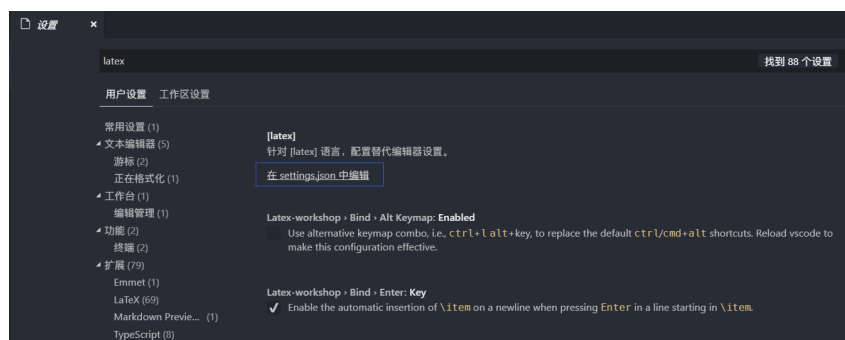 设置 ×
latex
找到 88 个设置
用户设置 工作区设置
常用设置 (1)
文本编辑器 (5)
游标 (2)
正在格式化 (1)
工作台 (1)
编辑管理 (1)
功能 (2)
终端 (2)
扩展 (79)
Emmet (1)
LaTeX (69)
Markdown Previe... (1)
TypeScript (8)
[latex]
针对 [latex] 语言，配置替代编辑器设置。
在 settings.json 中编辑
Latex-workshop › Bind › Alt Keymap: Enabled
Use alternative keymap combo, i.e., ctrl+l alt+key, to replace the default ctrl/cmd+alt shortcuts. Reload vscode to
make this configuration effective.
Latex-workshop › Bind › Enter: Key
Enable the automatic insertion of \item on a newline when pressing Enter in a line starting in \item.